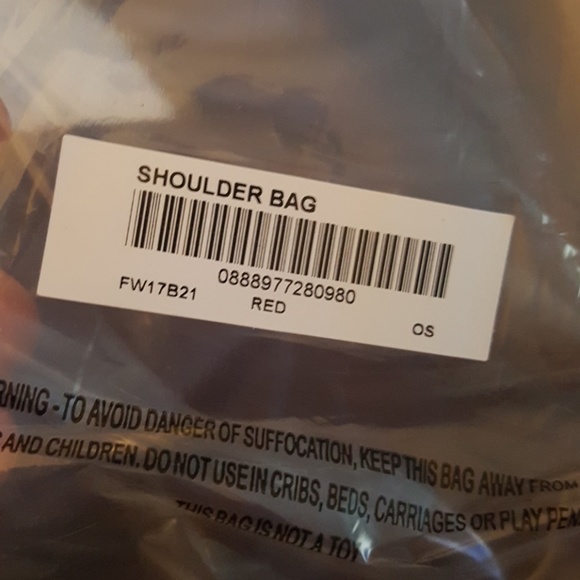 SHOULDER BAG
0888977280980
FW17B21
RED
OS
RNING - TO AVOID DANGER OF SUFFOCATION, KEEP THIS BAG AWAY FROM
AND CHILDREN. DO NOT USE IN CRIBS, BEDS, CARRIAGES OR PLAY PEN
THIS BAG IS NOT A TOY